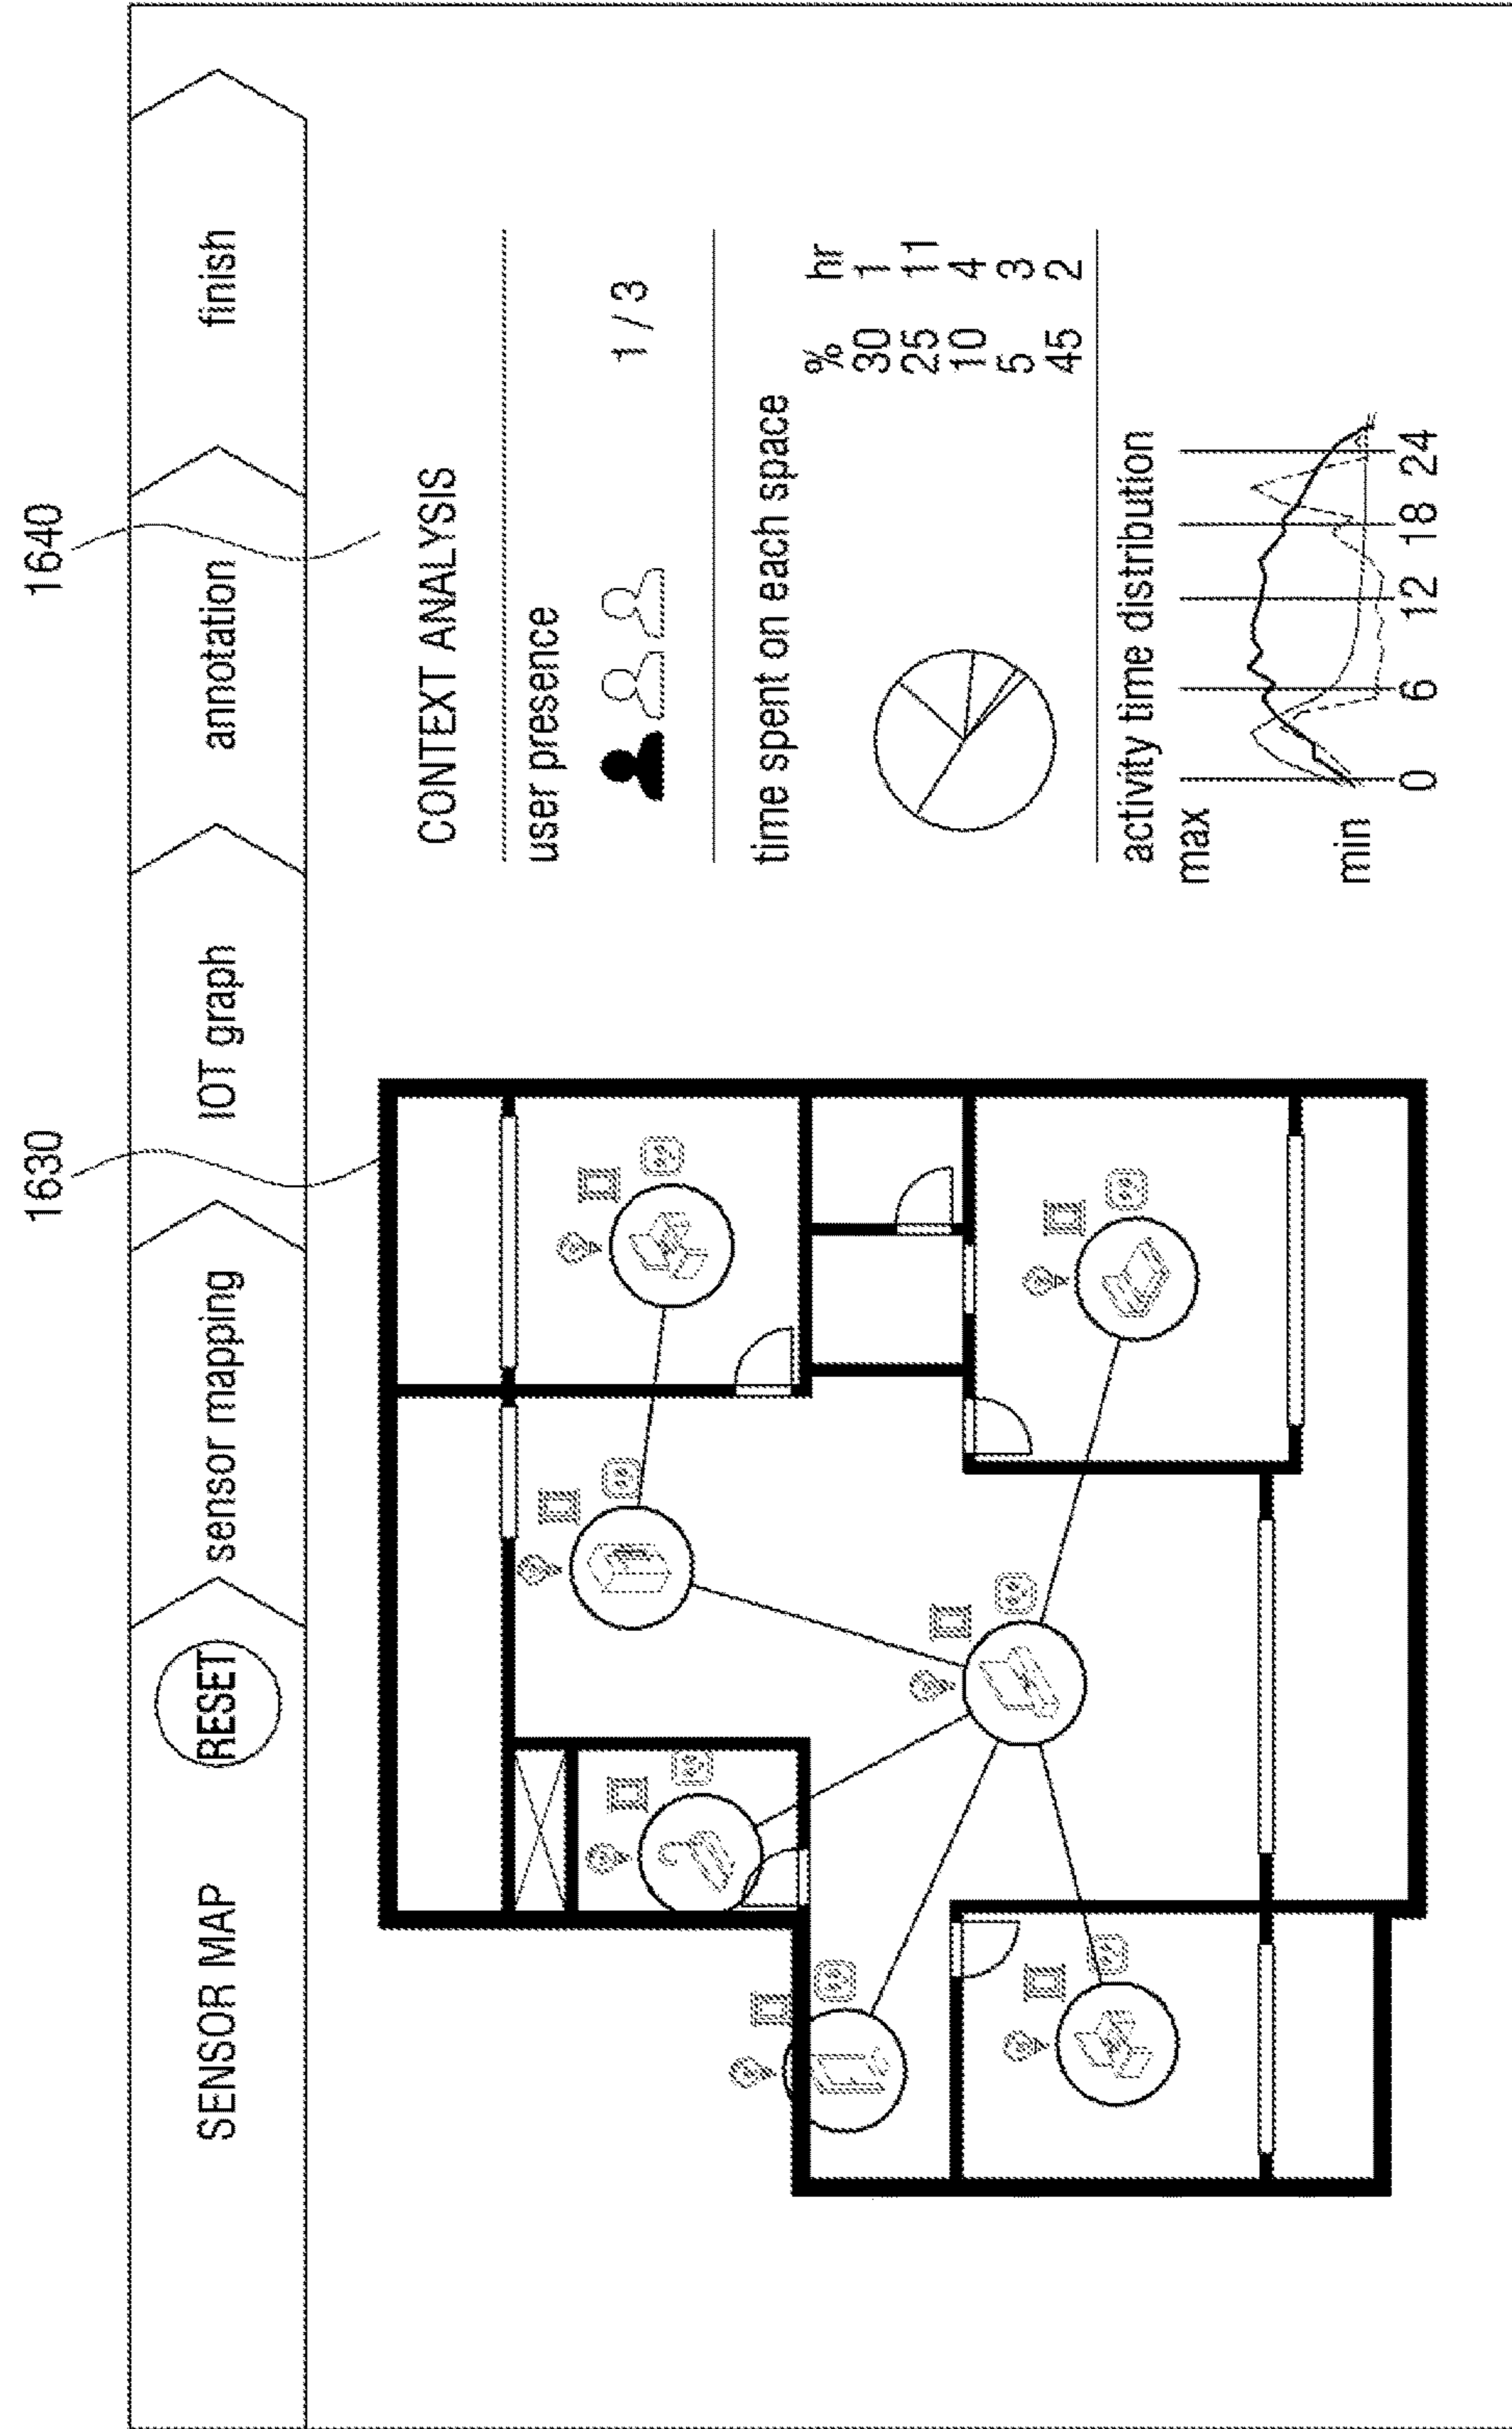 1630
1640
SENSOR MAP
RESET
sensor mapping
IOT graph
annotation
finish
CONTEXT ANALYSIS
user presence
1 / 3
time spent on each space
% hr
30 1
25 11
10 4
5 3
45 2
activity time distribution
max
min
0 6 12 18 24